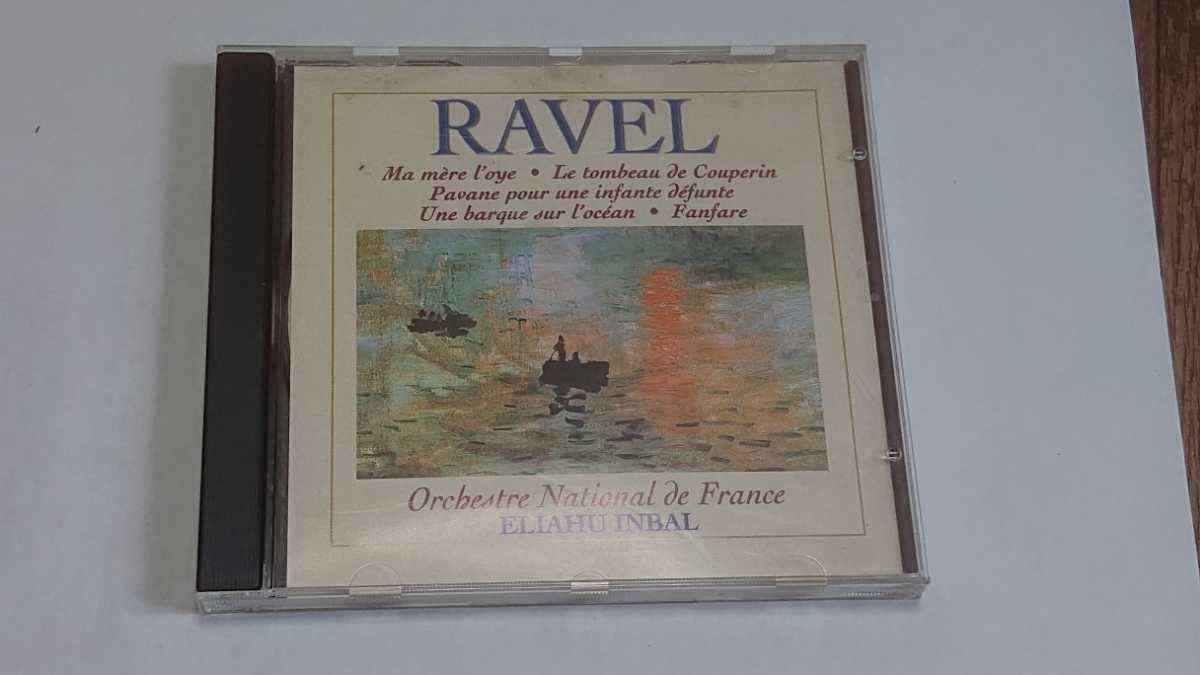 RAVEL
Ma mère l'oye • Le tombeau de Couperin
Pavane pour une infante défunte
Une barque sur l'océan • Fanfare
Orchestre National de France
ELIAHU INBAL